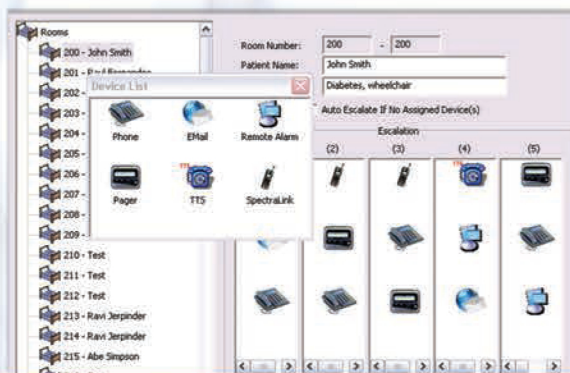 Rooms
200 - John Smith
201 - Paul Fernandes
202 -
203 -
204 -
205 -
206 -
207 -
208 -
209 -
210 - Test
211 - Test
212 - Test
213 - Ravi Jerpinder
214 - Ravi Jerpinder
215 - Abe Simpson
Device List
Phone
EMail
Remote Alarm
Pager
TTS
SpectraLink
Room Number: 200 - 200
Patient Name: John Smith
Diabetes, wheelchair
Auto Escalate If No Assigned Device(s)
Escalation
(2) (3) (4) (5)
TTS